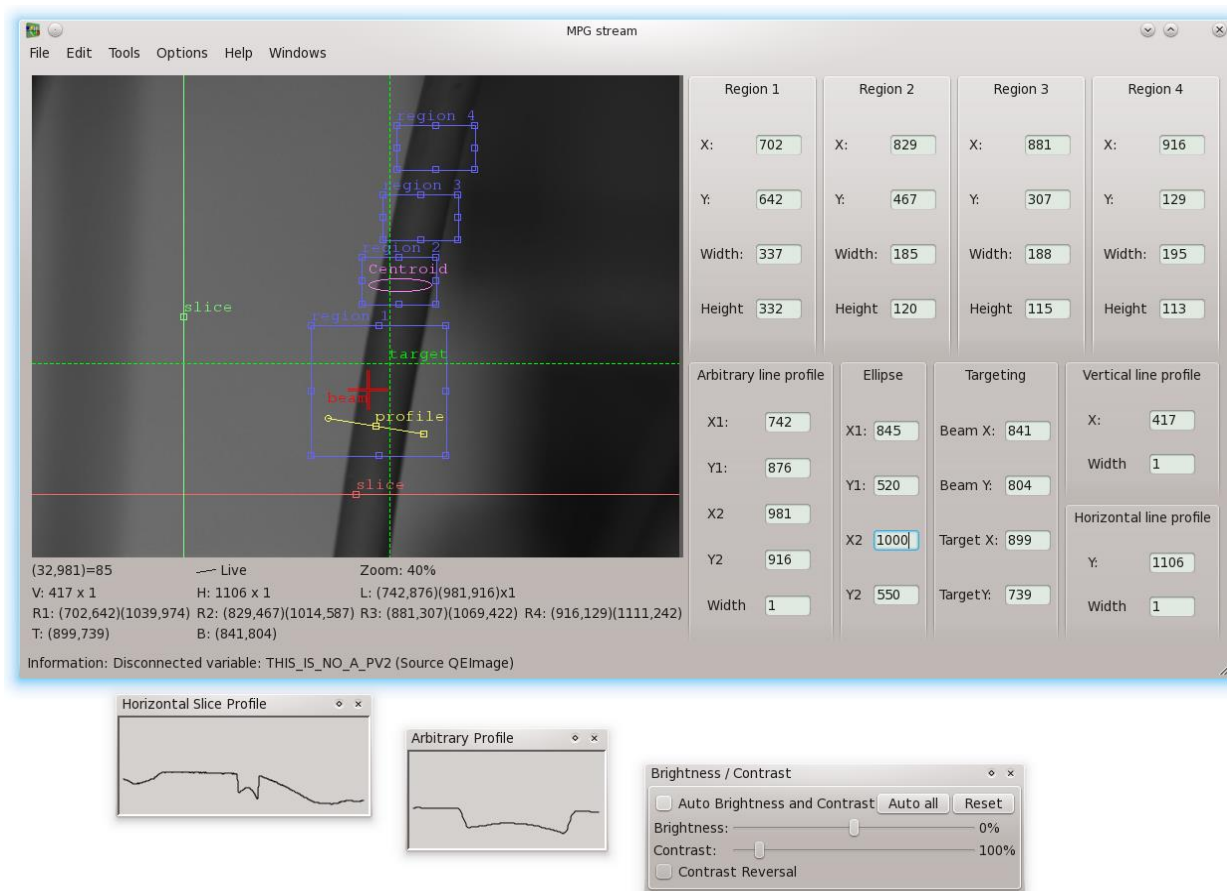 MPG stream
File Edit Tools Options Help Windows
region 4
region 3
region 2
Centroid
slice
region 1
target
beam
profile
slice
(32,981)=85 Live Zoom: 40%
V: 417 x 1 H: 1106 x 1 L: (742,876)(981,916)x1
R1: (702,642)(1039,974) R2: (829,467)(1014,587) R3: (881,307)(1069,422) R4: (916,129)(1111,242)
T: (899,739) B: (841,804)
Information: Disconnected variable: THIS_IS_NO_A_PV2 (Source QEImage)
Region 1
X: 702
Y: 642
Width: 337
Height 332
Region 2
X: 829
Y: 467
Width: 185
Height 120
Region 3
X: 881
Y: 307
Width: 188
Height 115
Region 4
X: 916
Y: 129
Width: 195
Height 113
Arbitrary line profile
X1: 742
Y1: 876
X2 981
Y2 916
Width 1
Ellipse
X1: 845
Y1: 520
X2 1000
Y2 550
Targeting
Beam X: 841
Beam Y: 804
Target X: 899
TargetY: 739
Vertical line profile
X: 417
Width 1
Horizontal line profile
Y: 1106
Width 1
Horizontal Slice Profile
Arbitrary Profile
Brightness / Contrast
Auto Brightness and Contrast Auto all Reset
Brightness: 0%
Contrast: 100%
Contrast Reversal